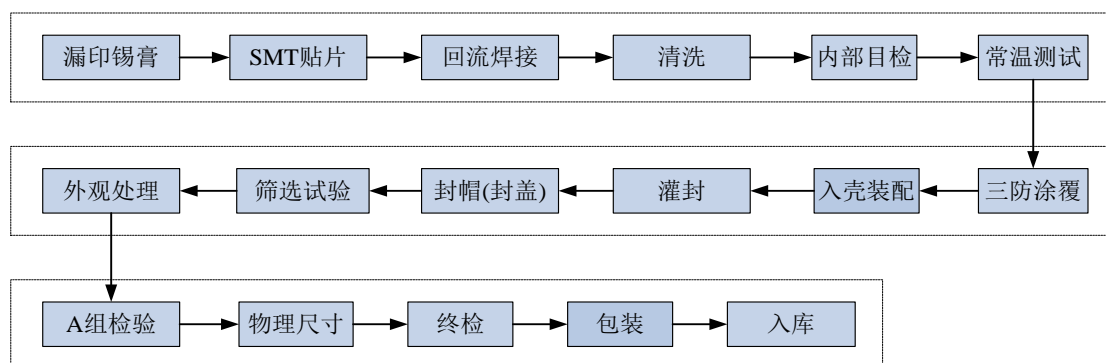 漏印锡膏 SMT贴片 回流焊接 清洗 内部目检 常温测试
外观处理 筛选试验 封帽(封盖) 灌封 入壳装配 三防涂覆
A组检验 物理尺寸 终检 包装 入库